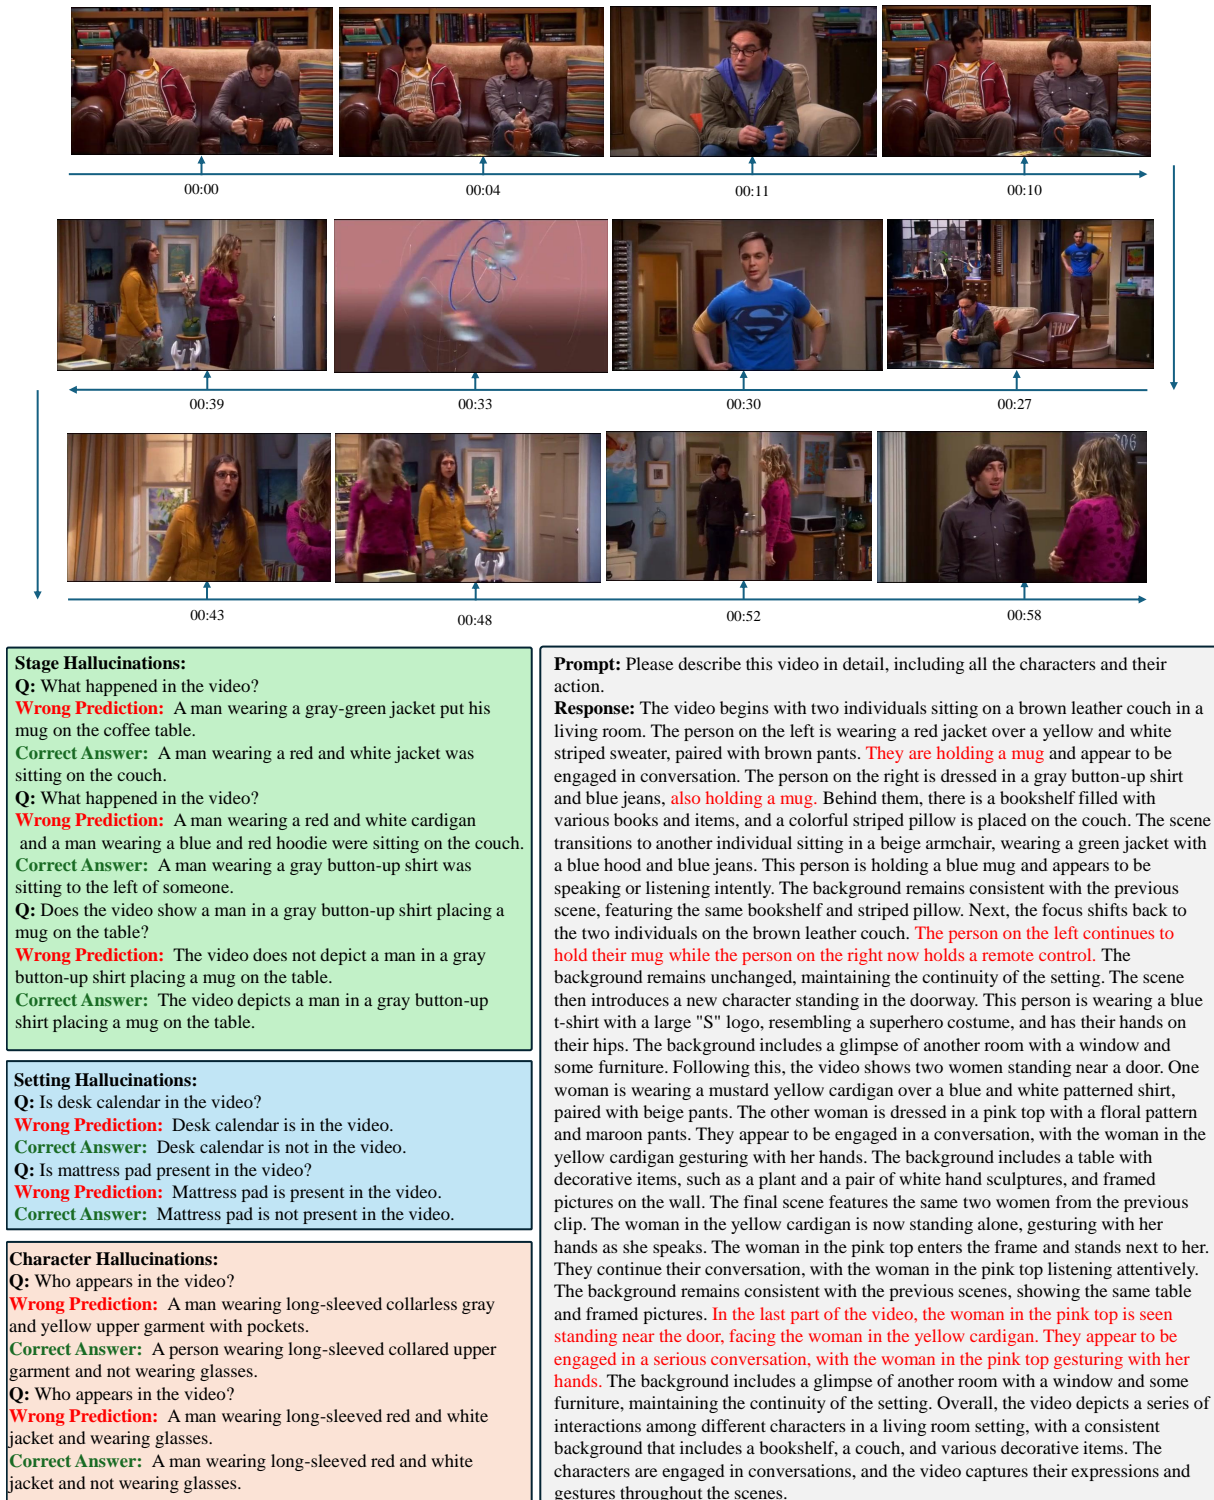 00:00
00:04
00:11
00:10
00:39
00:33
00:30
00:27
206
00:43
00:48
00:52
00:58
Stage Hallucinations:
Q: What happened in the video?
Wrong Prediction: A man wearing a gray-green jacket put his
mug on the coffee table.
Correct Answer: A man wearing a red and white jacket was
sitting on the couch.
Q: What happened in the video?
Wrong Prediction: A man wearing a red and white cardigan
and a man wearing a blue and red hoodie were sitting on the couch.
Correct Answer: A man wearing a gray button-up shirt was
sitting to the left of someone.
Q: Does the video show a man in a gray button-up shirt placing a
mug on the table?
Wrong Prediction: The video does not depict a man in a gray
button-up shirt placing a mug on the table.
Correct Answer: The video depicts a man in a gray button-up
shirt placing a mug on the table.
Setting Hallucinations:
Q: Is desk calendar in the video?
Wrong Prediction: Desk calendar is in the video.
Correct Answer: Desk calendar is not in the video.
Q: Is mattress pad present in the video?
Wrong Prediction: Mattress pad is present in the video.
Correct Answer: Mattress pad is not present in the video.
Character Hallucinations:
Q: Who appears in the video?
Wrong Prediction: A man wearing long-sleeved collarless gray
and yellow upper garment with pockets.
Correct Answer: A person wearing long-sleeved collared upper
garment and not wearing glasses.
Q: Who appears in the video?
Wrong Prediction: A man wearing long-sleeved red and white
jacket and wearing glasses.
Correct Answer: A man wearing long-sleeved red and white
jacket and not wearing glasses.
Prompt: Please describe this video in detail, including all the characters and their
action.
Response: The video begins with two individuals sitting on a brown leather couch in a
living room. The person on the left is wearing a red jacket over a yellow and white
striped sweater, paired with brown pants. They are holding a mug and appear to be
engaged in conversation. The person on the right is dressed in a gray button-up shirt
and blue jeans, also holding a mug. Behind them, there is a bookshelf filled with
various books and items, and a colorful striped pillow is placed on the couch. The scene
transitions to another individual sitting in a beige armchair, wearing a green jacket with
a blue hood and blue jeans. This person is holding a blue mug and appears to be
speaking or listening intently. The background remains consistent with the previous
scene, featuring the same bookshelf and striped pillow. Next, the focus shifts back to
the two individuals on the brown leather couch. The person on the left continues to
hold their mug while the person on the right now holds a remote control. The
background remains unchanged, maintaining the continuity of the setting. The scene
then introduces a new character standing in the doorway. This person is wearing a blue
t-shirt with a large "S" logo, resembling a superhero costume, and has their hands on
their hips. The background includes a glimpse of another room with a window and
some furniture. Following this, the video shows two women standing near a door. One
woman is wearing a mustard yellow cardigan over a blue and white patterned shirt,
paired with beige pants. The other woman is dressed in a pink top with a floral pattern
and maroon pants. They appear to be engaged in a conversation, with the woman in the
yellow cardigan gesturing with her hands. The background includes a table with
decorative items, such as a plant and a pair of white hand sculptures, and framed
pictures on the wall. The final scene features the same two women from the previous
clip. The woman in the yellow cardigan is now standing alone, gesturing with her
hands as she speaks. The woman in the pink top enters the frame and stands next to her.
They continue their conversation, with the woman in the pink top listening attentively.
The background remains consistent with the previous scenes, showing the same table
and framed pictures. In the last part of the video, the woman in the pink top is seen
standing near the door, facing the woman in the yellow cardigan. They appear to be
engaged in a serious conversation, with the woman in the pink top gesturing with her
hands. The background includes a glimpse of another room with a window and some
furniture, maintaining the continuity of the setting. Overall, the video depicts a series of
interactions among different characters in a living room setting, with a consistent
background that includes a bookshelf, a couch, and various decorative items. The
characters are engaged in conversations, and the video captures their expressions and
gestures throughout the scenes.